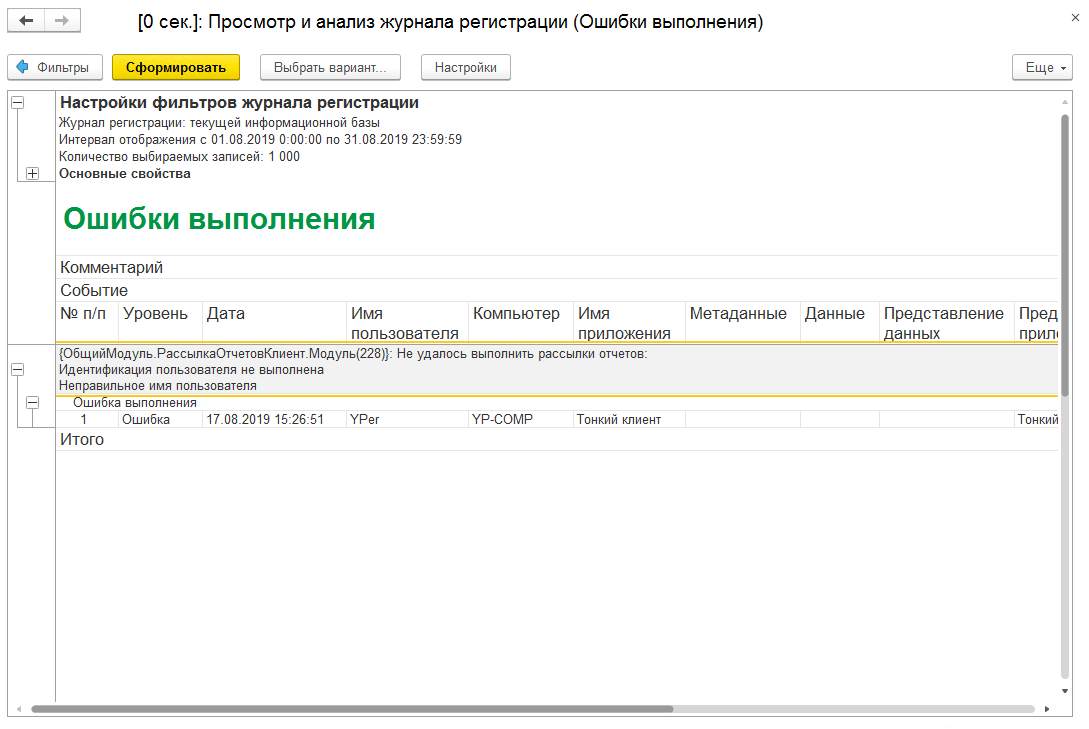 [0 сек.]: Просмотр и анализ журнала регистрации (Ошибки выполнения)
Фильтры Сформировать Выбрать вариант... Настройки Еще
Настройки фильтров журнала регистрации
Журнал регистрации: текущей информационной базы
Интервал отображения с 01.08.2019 0:00:00 по 31.08.2019 23:59:59
Количество выбираемых записей: 1 000
Основные свойства
Ошибки выполнения
Комментарий
Событие
№ п/п Уровень Дата Имя пользователя Компьютер Имя приложения Метаданные Данные Представление данных Пред прило
{ОбщийМодуль.РассылкаОтчетовКлиент.Модуль(228)}: Не удалось выполнить рассылки отчетов:
Идентификация пользователя не выполнена
Неправильное имя пользователя
Ошибка выполнения
1 Ошибка 17.08.2019 15:26:51 YPer YP-COMP Тонкий клиент Тонкий
Итого